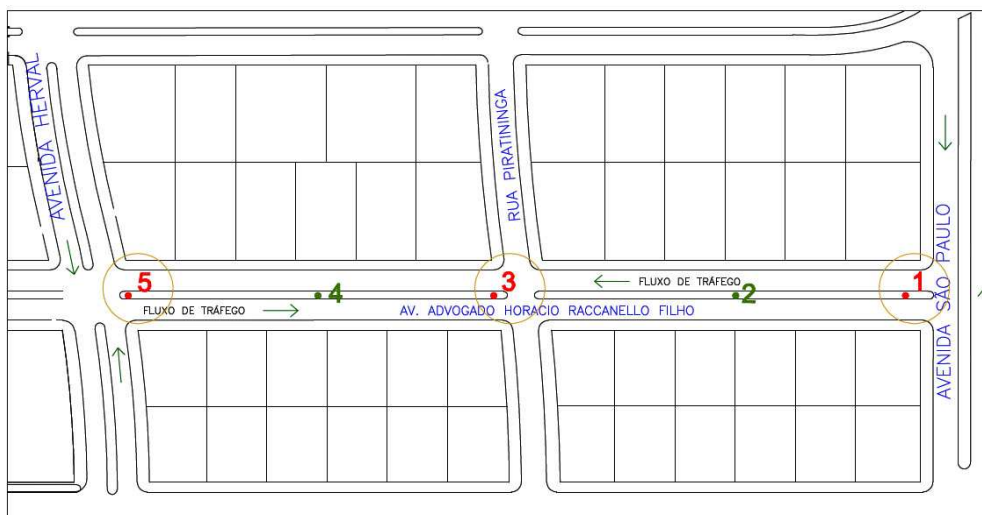 AVENIDA HERVAL
RUA PIRATININGA
AVENIDA SÃO PAULO
5
3
1
FLUXO DE TRÁFEGO
4
2
FLUXO DE TRÁFEGO
AV. ADVOGADO HORACIO RACCANELLO FILHO